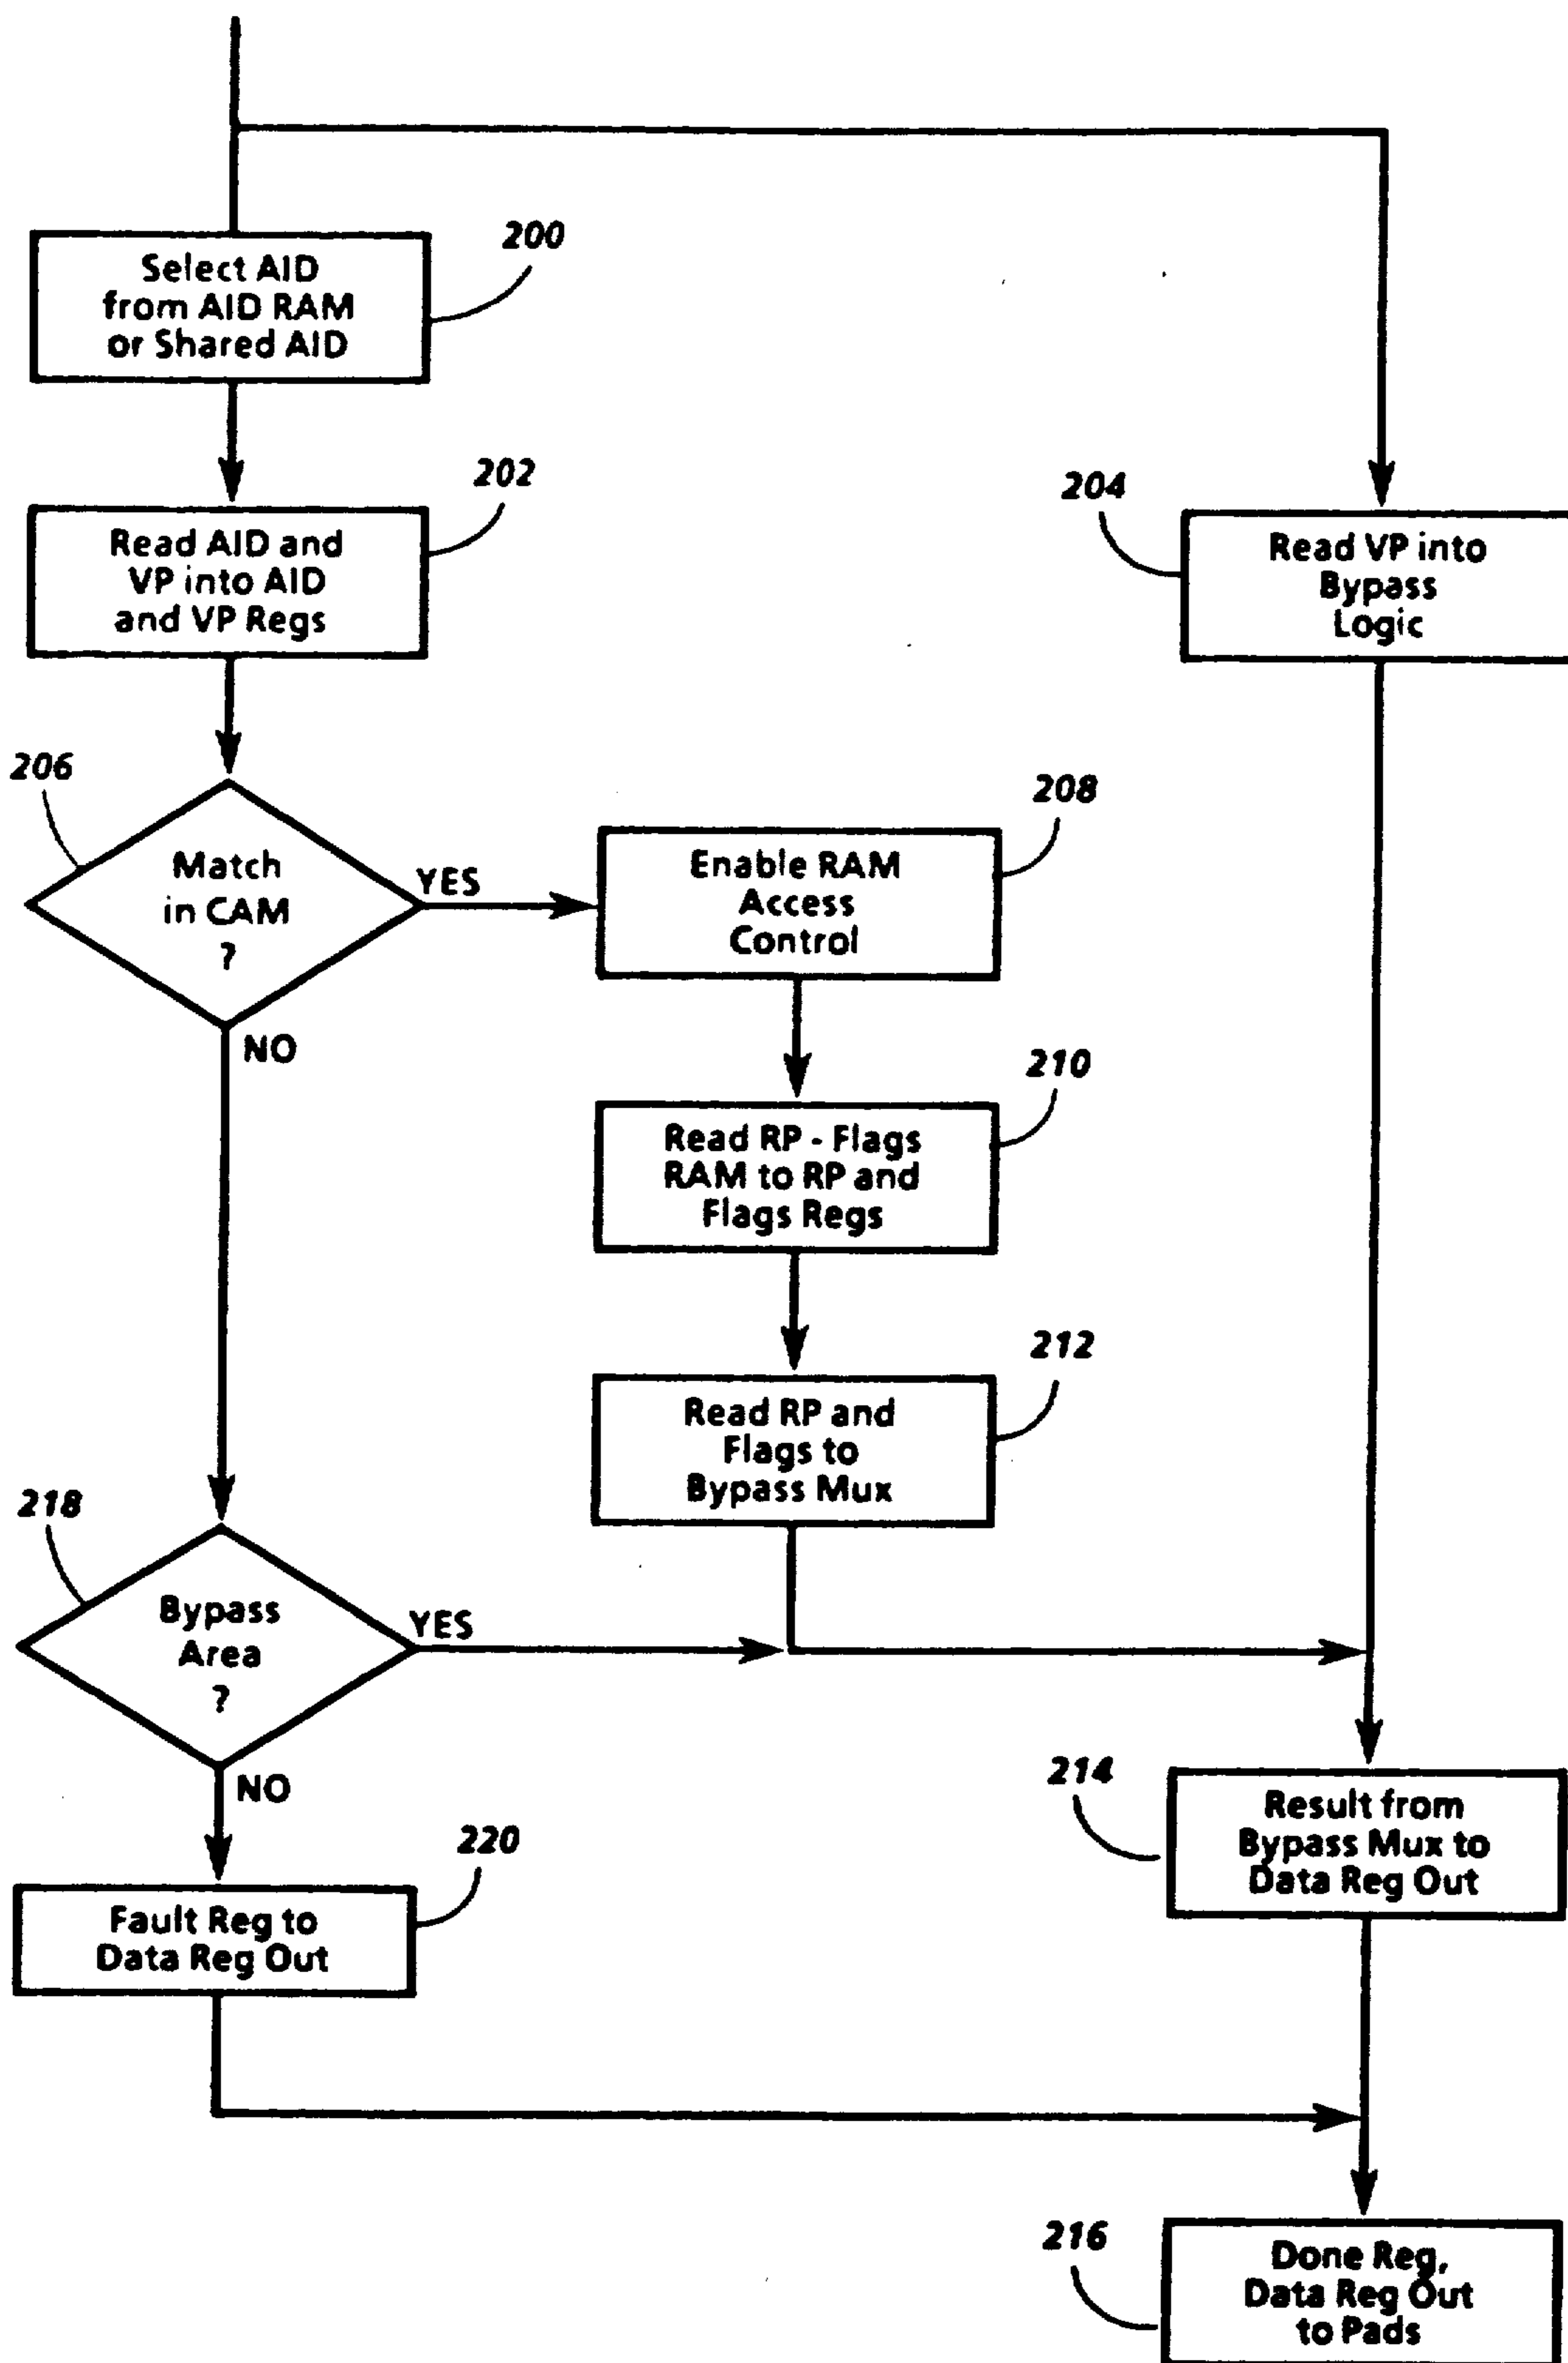 200
Select AID
from AID RAM
or Shared AID
202
Read AID and
VP into AID
and VP Regs
204
Read VP into
Bypass
Logic
206
Match
in CAM
?
YES
NO
208
Enable RAM
Access
Control
210
Read RP - Flags
RAM to RP and
Flags Regs
212
Read RP and
Flags to
Bypass Mux
218
Bypass
Area
?
YES
NO
214
Result from
Bypass Mux to
Data Reg Out
220
Fault Reg to
Data Reg Out
216
Done Reg,
Data Reg Out
to Pads